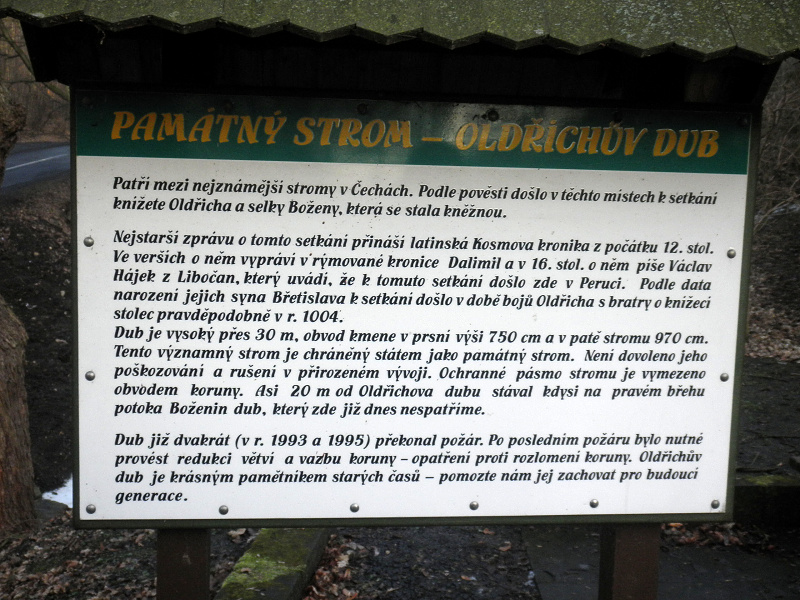 PAMÁTNÝ STROM – OLDŘICHŮV DUB
Patří mezi nejznámější stromy v Čechách. Podle pověsti došlo v těchto místech k setkání
knížete Oldřicha a selky Boženy, která se stala kněžnou.
Nejstarší zprávu o tomto setkání přináší latinská Kosmova kronika z počátku 12. stol.
Ve verších o něm vypráví v rýmované kronice Dalimil a v 16. stol. o něm píše Václav
Hájek z Libočan, který uvádí, že k tomuto setkání došlo zde v Peruci. Podle data
narození jejich syna Břetislava k setkání došlo v době bojů Oldřicha s bratry o knížecí
stolec pravděpodobně v r. 1004.
Dub je vysoký přes 30 m, obvod kmene v prsní výši 750 cm a v patě stromu 970 cm.
Tento významný strom je chráněný státem jako památný strom. Není dovoleno jeho
poškozování a rušení v přirozeném vývoji. Ochranné pásmo stromu je vymezeno
obvodem koruny. Asi 20 m od Oldřichova dubu stával kdysi na pravém břehu
potoka Boženin dub, který zde již dnes nespatříme.
Dub již dvakrát (v r. 1993 a 1995) překonal požár. Po posledním požáru bylo nutné
provést redukci větví a vazbu koruny – opatření proti rozlomení koruny. Oldřichův
dub je krásným pamětníkem starých časů – pomozte nám jej zachovat pro budoucí
generace.